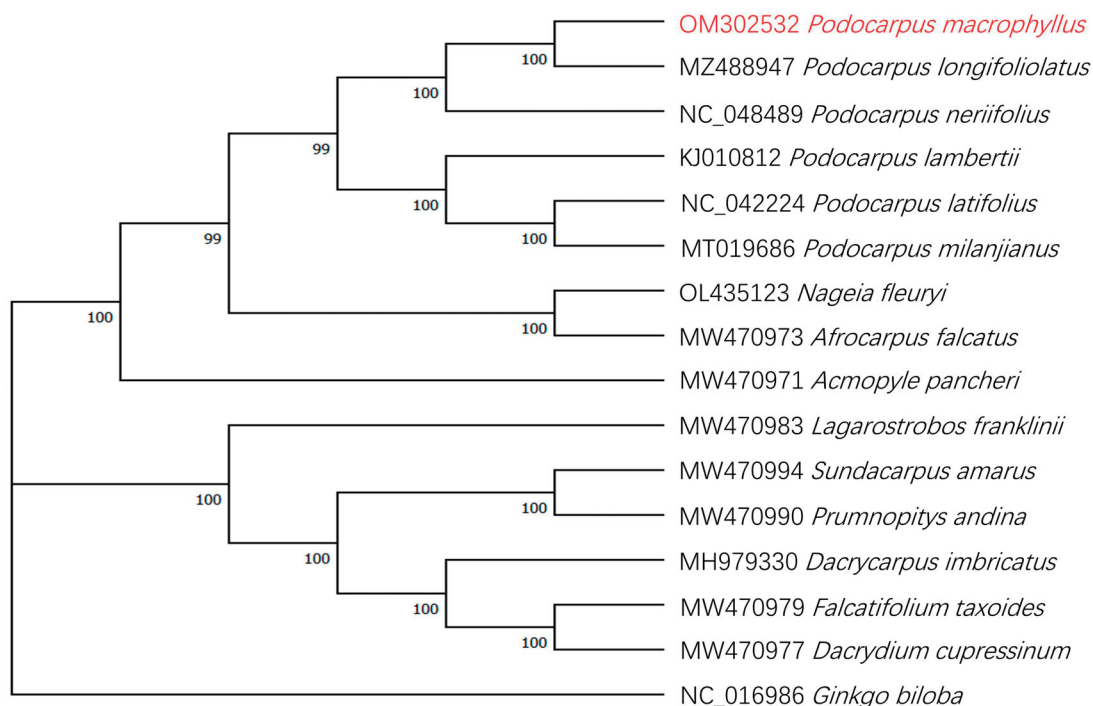 OM302532 Podocarpus macrophyllus
100
MZ488947 Podocarpus longifoliolatus
100
NC_048489 Podocarpus neriifolius
99
KJ010812 Podocarpus lambertii
100
NC_042224 Podocarpus latifolius
99
100
MT019686 Podocarpus milanjianus
OL435123 Nageia fleuryi
100
100
MW470973 Afrocarpus falcatus
MW470971 Acmopyle pancheri
MW470983 Lagarostrobos franklinii
MW470994 Sundacarpus amarus
100
100
MW470990 Prumnopitys andina
100
MH979330 Dacrycarpus imbricatus
100
MW470979 Falcatifolium taxoides
100
MW470977 Dacrydium cupressinum
NC_016986 Ginkgo biloba